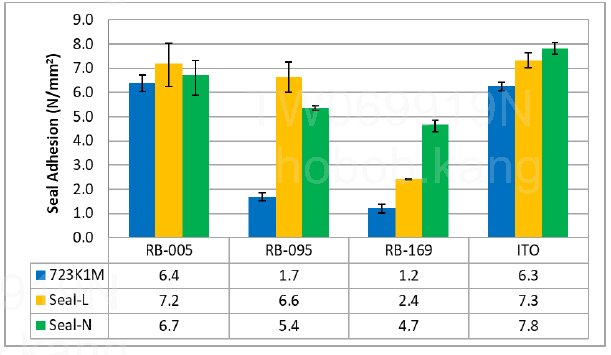 9.0
8.0
7.0
6.0
5.0
4.0
3.0
2.0
1.0
0.0
Seal Adhesion (N/mm²)
RB-005 RB-095 RB-169 ITO
723K1M 6.4 1.7 1.2 6.3
Seal-L 7.2 6.6 2.4 7.3
Seal-N 6.7 5.4 4.7 7.8